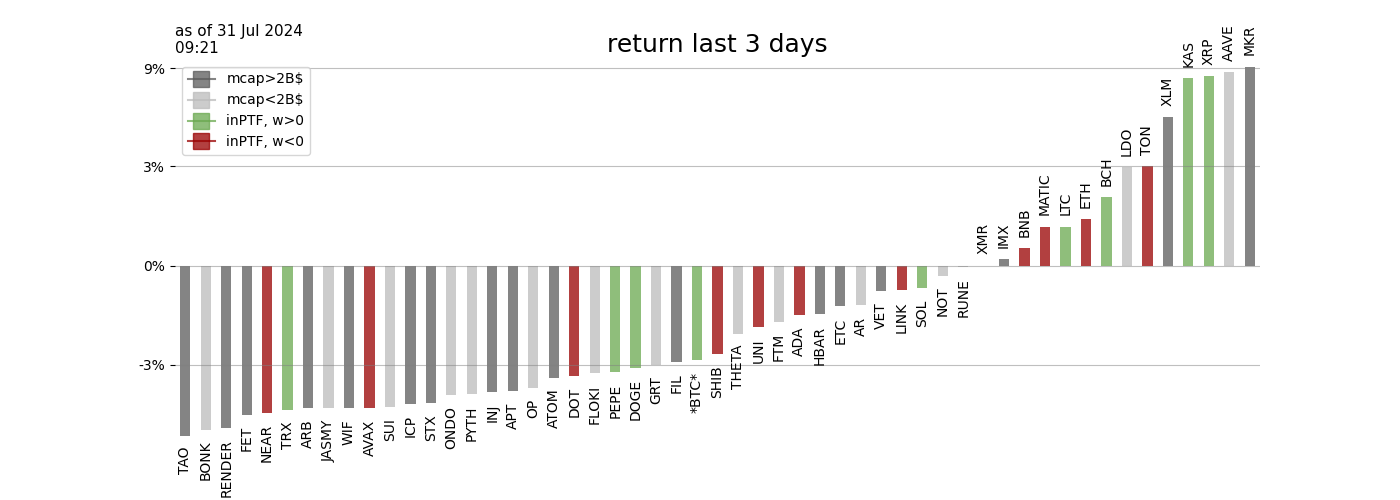 as of 31 Jul 2024
09:21
return last 3 days
mcap>2B$
mcap<2B$
inPTF, w>0
inPTF, w<0
9%
3%
0%
-3%
TAO
BONK
RENDER
FET
NEAR
TRX
ARB
JASMY
WIF
AVAX
SUI
ICP
STX
ONDO
PYTH
INJ
APT
OP
ATOM
DOT
FLOKI
PEPE
DOGE
GRT
FIL
*BTC*
SHIB
THETA
UNI
FTM
ADA
HBAR
ETC
AR
VET
LINK
SOL
NOT
RUNE
XMR
IMX
BNB
MATIC
LTC
ETH
BCH
LDO
TON
XLM
KAS
XRP
AAVE
MKR